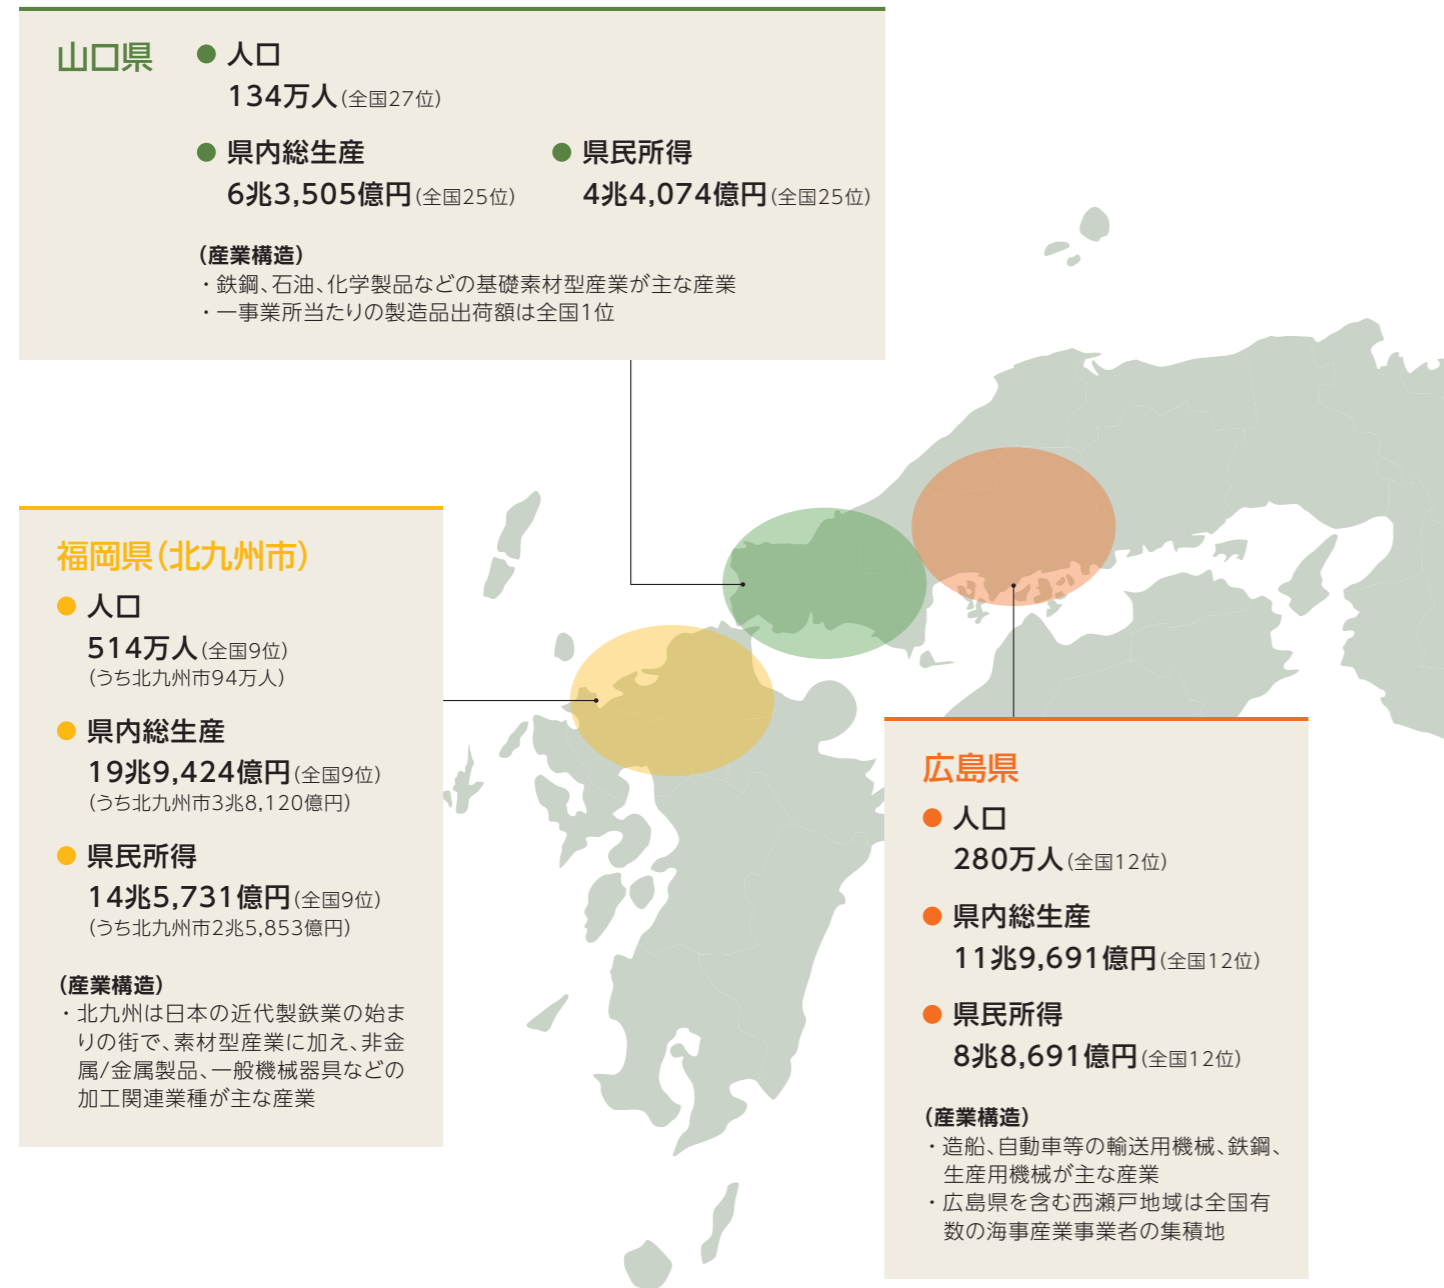 山口県
● 人口
134万人(全国27位)
● 県内総生産
6兆3,505億円(全国25位)
● 県民所得
4兆4,074億円(全国25位)
(産業構造)
・鉄鋼、石油、化学製品などの基礎素材型産業が主な産業
・一事業所当たりの製造品出荷額は全国1位
福岡県(北九州市)
● 人口
514万人(全国9位)
(うち北九州市94万人)
● 県内総生産
19兆9,424億円(全国9位)
(うち北九州市3兆8,120億円)
● 県民所得
14兆5,731億円(全国9位)
(うち北九州市2兆5,853億円)
(産業構造)
・北九州は日本の近代製鉄業の始ま
りの街で、素材型産業に加え、非金
属/金属製品、一般機械器具などの
加工関連業種が主な産業
広島県
● 人口
280万人(全国12位)
● 県内総生産
11兆9,691億円(全国12位)
● 県民所得
8兆8,691億円(全国12位)
(産業構造)
・造船、自動車等の輸送用機械、鉄鋼、
生産用機械が主な産業
・広島県を含む西瀬戸地域は全国有
数の海事産業事業者の集積地